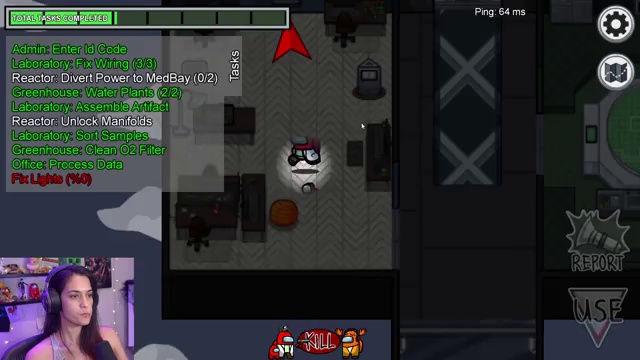 TOTAL TASKS COMPLETED
Ping: 64 ms
Admin: Enter Id Code
Laboratory: Fix Wiring (3/3)
Reactor: Divert Power to MedBay (0/2)
Greenhouse: Water Plants (2/2)
Laboratory: Assemble Artifact
Reactor: Unlock Manifolds
Laboratory: Sort Samples
Greenhouse: Clean O2 Filter
Office: Process Data
Fix Lights (%0)
Tasks
REPORT
USE
KILL